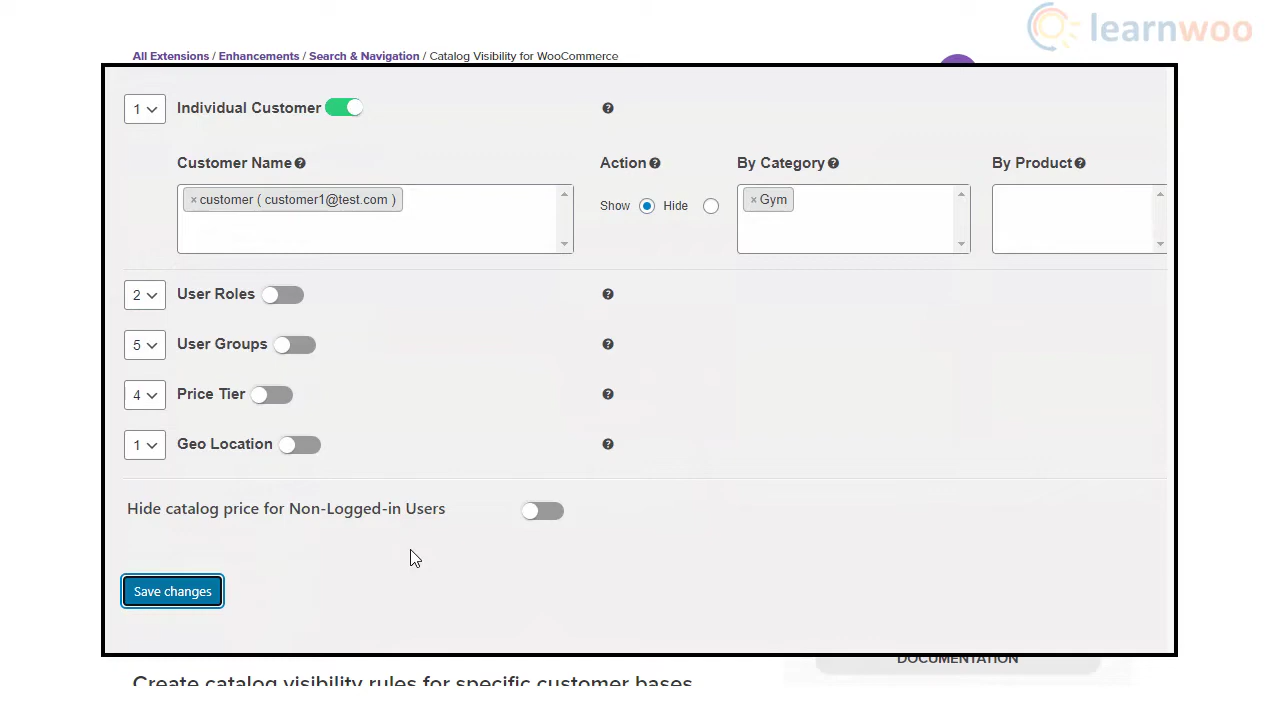 learnwoo
All Extensions / Enhancements / Search & Navigation / Catalog Visibility for WooCommerce
1 Individual Customer
Customer Name Action By Category By Product
× customer ( customer1@test.com ) Show Hide × Gym
2 User Roles
5 User Groups
4 Price Tier
1 Geo Location
Hide catalog price for Non-Logged-in Users
Save changes
DOCUMENTATION
Create catalog visibility rules for specific customer bases